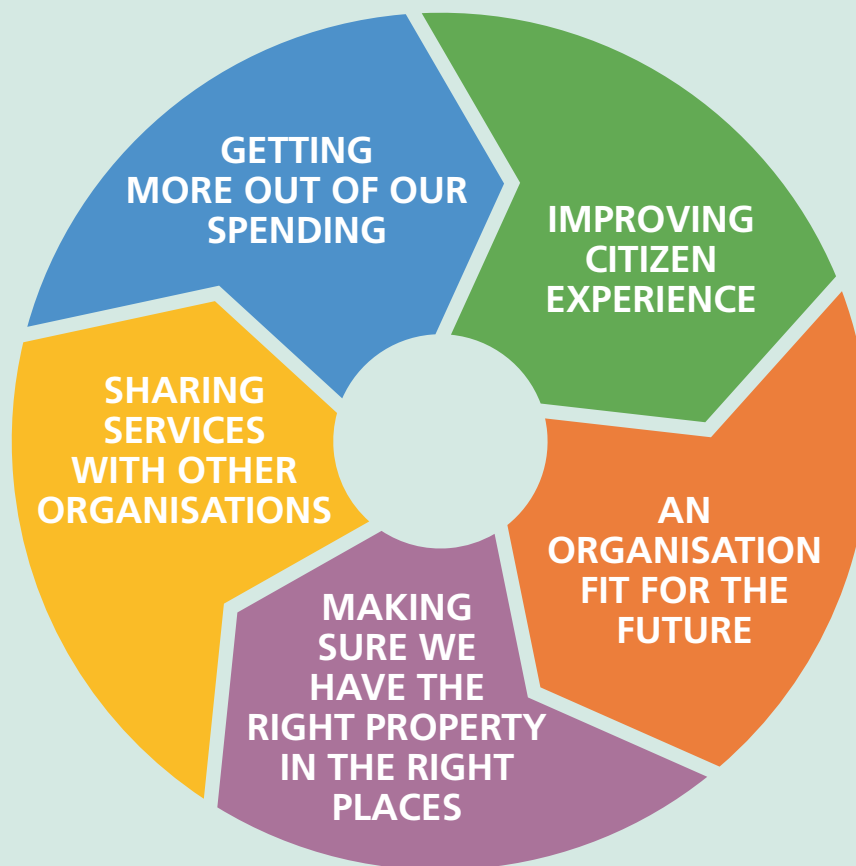 GETTING
MORE OUT OF OUR
SPENDING
IMPROVING
CITIZEN
EXPERIENCE
AN
ORGANISATION
FIT FOR THE
FUTURE
MAKING
SURE WE
HAVE THE
RIGHT PROPERTY
IN THE RIGHT
PLACES
SHARING
SERVICES
WITH OTHER
ORGANISATIONS